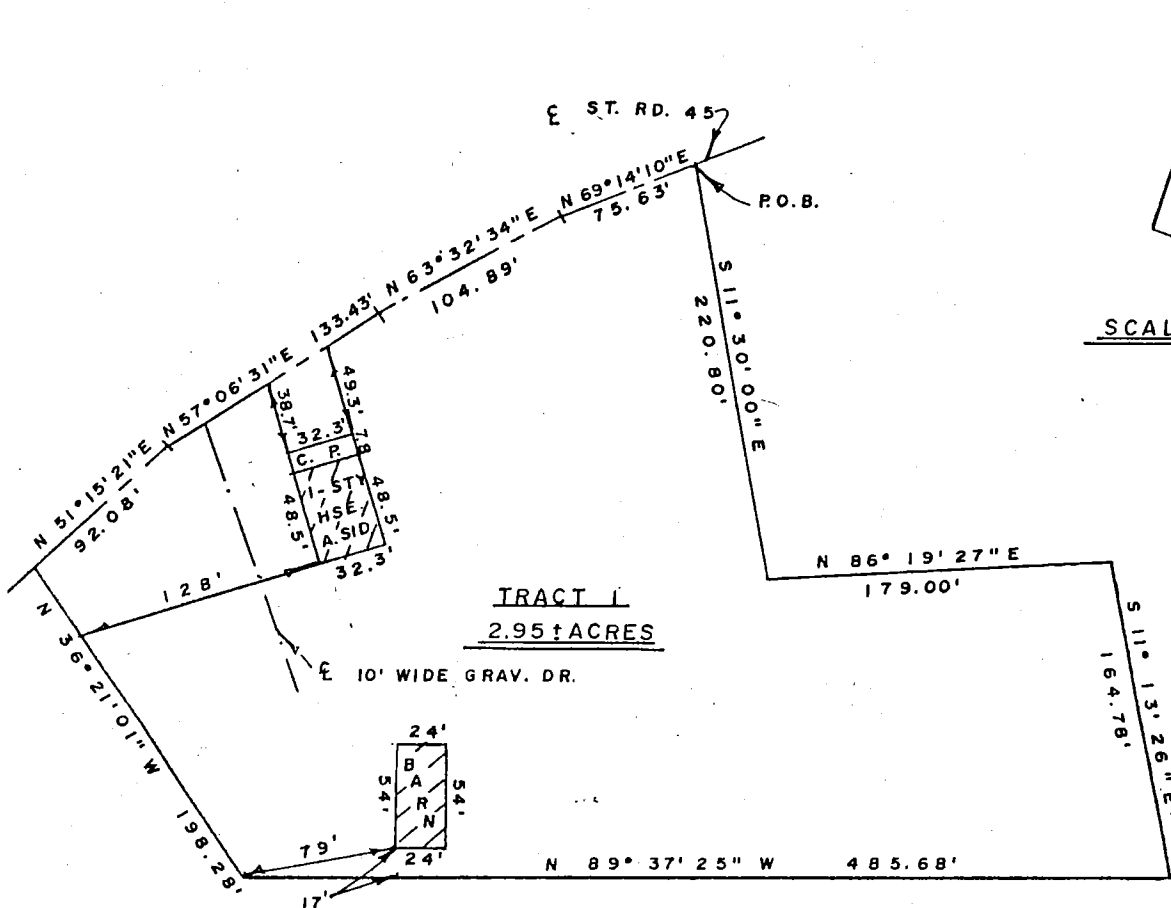 ℄ ST. RD. 45
P.O.B.
N 69°14'10" E
75.63'
N 63°32'34" E
104.89'
133.43'
N 57°06'31" E
N 51°15'21" E
92.08'
S 11°30'00" E
220.80'
SCAL
49.3'
38.7'
32.3'
7.8
C. P.
1-STY
HSE.
A.SID.
48.5'
48.5'
32.3'
128'
N 86° 19' 27" E
179.00'
TRACT 1
2.95± ACRES
℄ 10' WIDE GRAV. DR.
N 36°21'01" W
198.28'
S 11° 13' 26" E
164.78'
24'
BARN
54'
54'
24'
79'
17'
N 89° 37' 25" W 485.68'